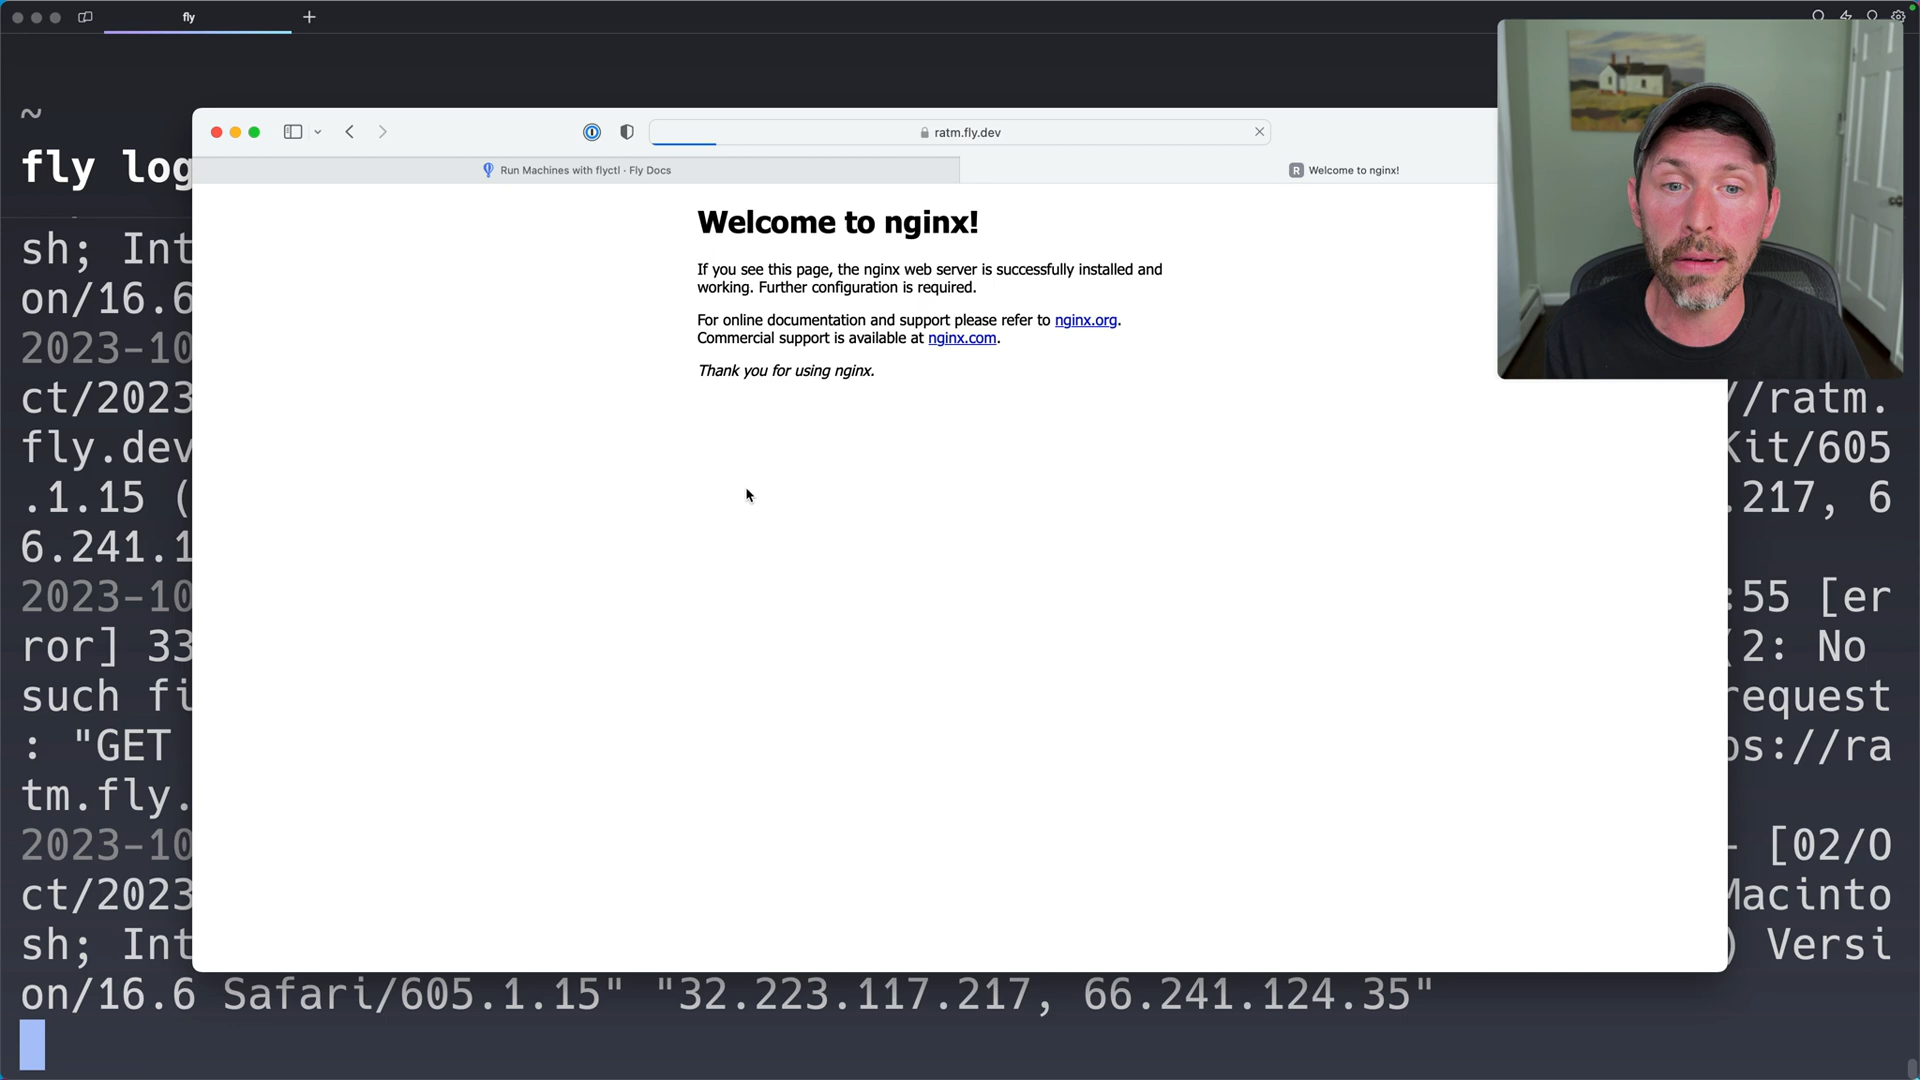 fly
~
ratm.fly.dev
Run Machines with flyctl · Fly Docs
R Welcome to nginx!
fly log
Welcome to nginx!
If you see this page, the nginx web server is successfully installed and
working. Further configuration is required.
For online documentation and support please refer to nginx.org.
Commercial support is available at nginx.com.
Thank you for using nginx.
sh; Int
on/16.6
2023-10
ct/2023 //ratm.
fly.dev Kit/605
.1.15 ( .217, 6
6.241.1
2023-10 :55 [er
ror] 33 (2: No
such fi request
: "GET ps://ra
tm.fly.
2023-10 - [02/O
ct/2023 Macinto
sh; Int ) Versi
on/16.6 Safari/605.1.15" "32.223.117.217, 66.241.124.35"